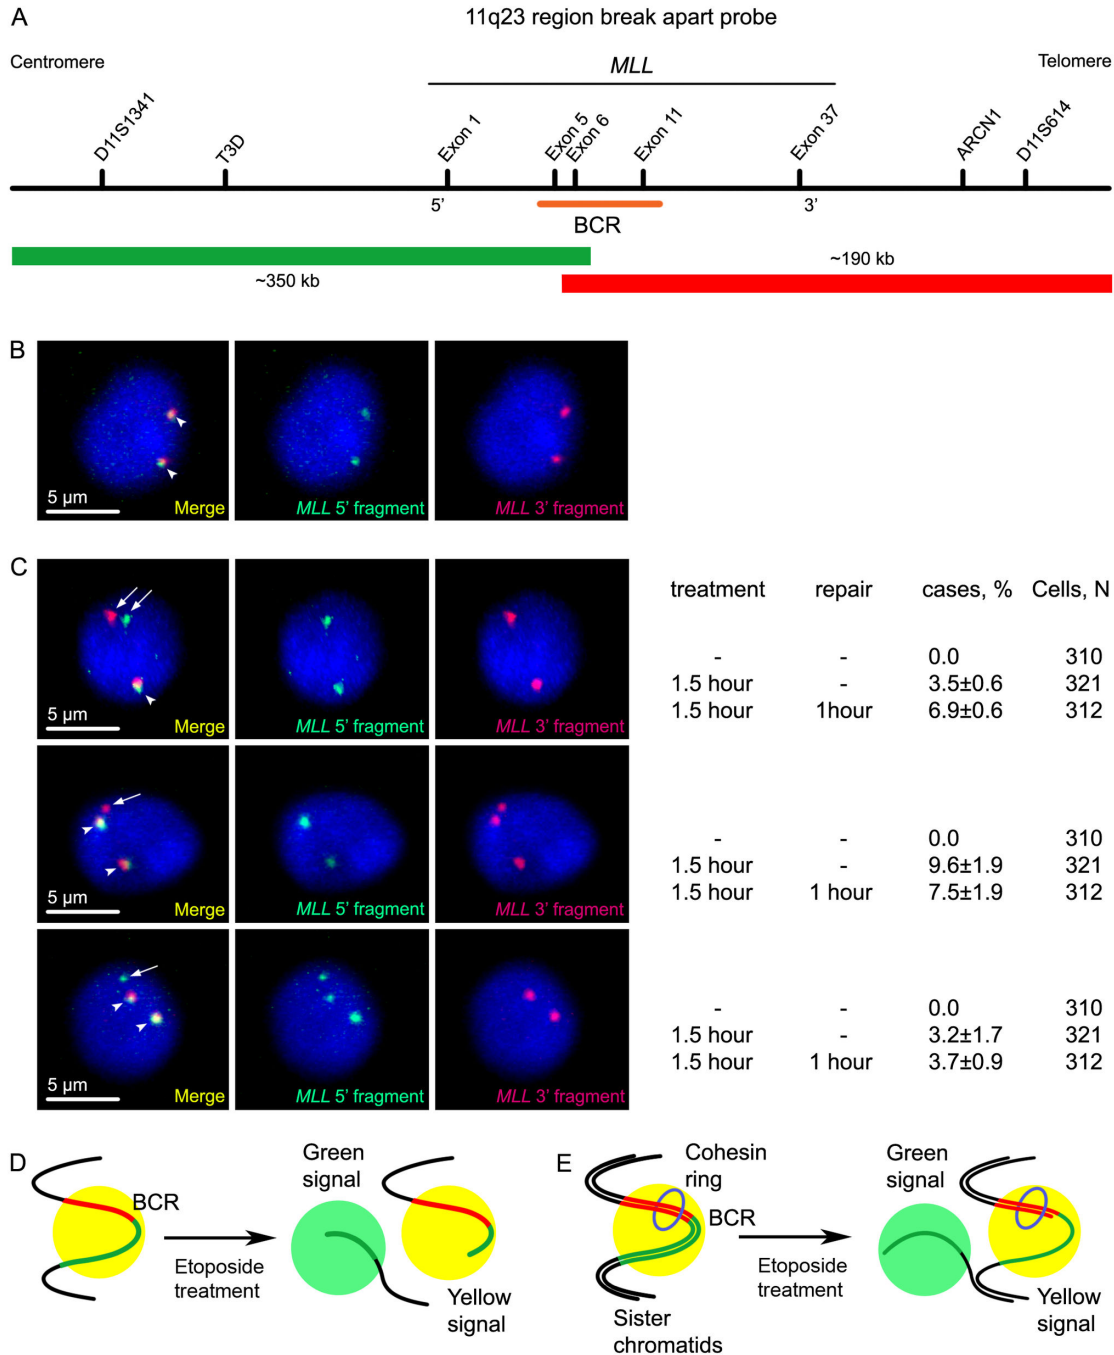 A
11q23 region break apart probe
Centromere
MLL
Telomere
D11S1341
T3D
Exon 1
Exon 5
Exon 6
Exon 11
Exon 37
ARCN1
D11S614
5’
3’
BCR
~350 kb
~190 kb
B
5 µm
Merge
MLL 5’ fragment
MLL 3’ fragment
C
treatment repair cases, % Cells, N
5 µm
Merge
MLL 5’ fragment
MLL 3’ fragment
- - 0.0 310
1.5 hour - 3.5±0.6 321
1.5 hour 1hour 6.9±0.6 312
5 µm
Merge
MLL 5’ fragment
MLL 3’ fragment
- - 0.0 310
1.5 hour - 9.6±1.9 321
1.5 hour 1 hour 7.5±1.9 312
5 µm
Merge
MLL 5’ fragment
MLL 3’ fragment
- - 0.0 310
1.5 hour - 3.2±1.7 321
1.5 hour 1 hour 3.7±0.9 312
D
BCR
Etoposide
treatment
Green
signal
Yellow
signal
E
Cohesin
ring
BCR
Sister
chromatids
Etoposide
treatment
Green
signal
Yellow
signal